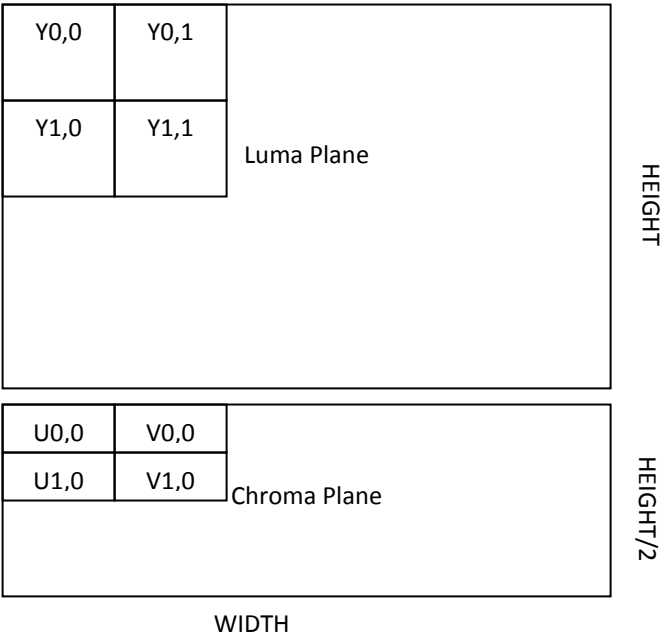 Y0,0 Y0,1
Y1,0 Y1,1
Luma Plane
HEIGHT
U0,0 V0,0
U1,0 V1,0
Chroma Plane
HEIGHT/2
WIDTH